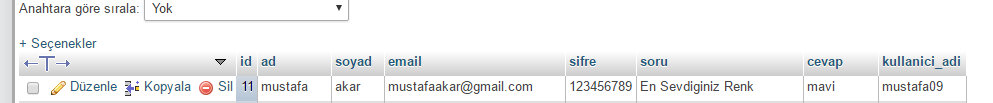 Anahtara göre sırala: Yok
+ Seçenekler
id ad soyad email sifre soru cevap kullanici_adi
Düzenle Kopyala Sil 11 mustafa akar mustafaakar@gmail.com 123456789 En Sevdiginiz Renk mavi mustafa09